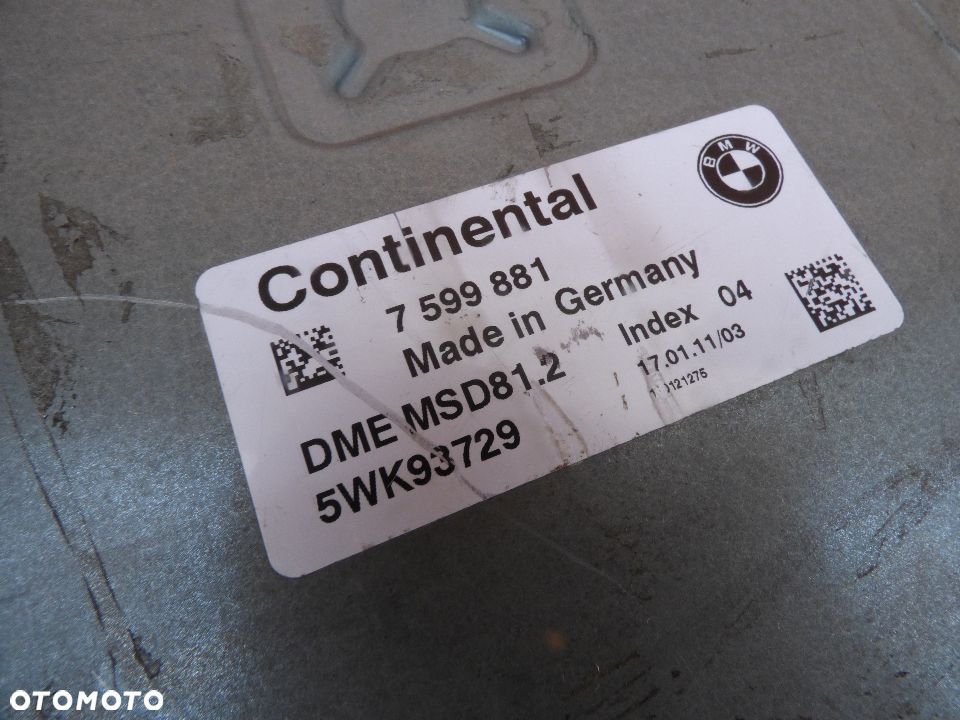 BMW
Continental
7 599 881
Made in Germany
DME MSD81.2
Index 04
17.01.11/03
5WK93729
OTOMOTO